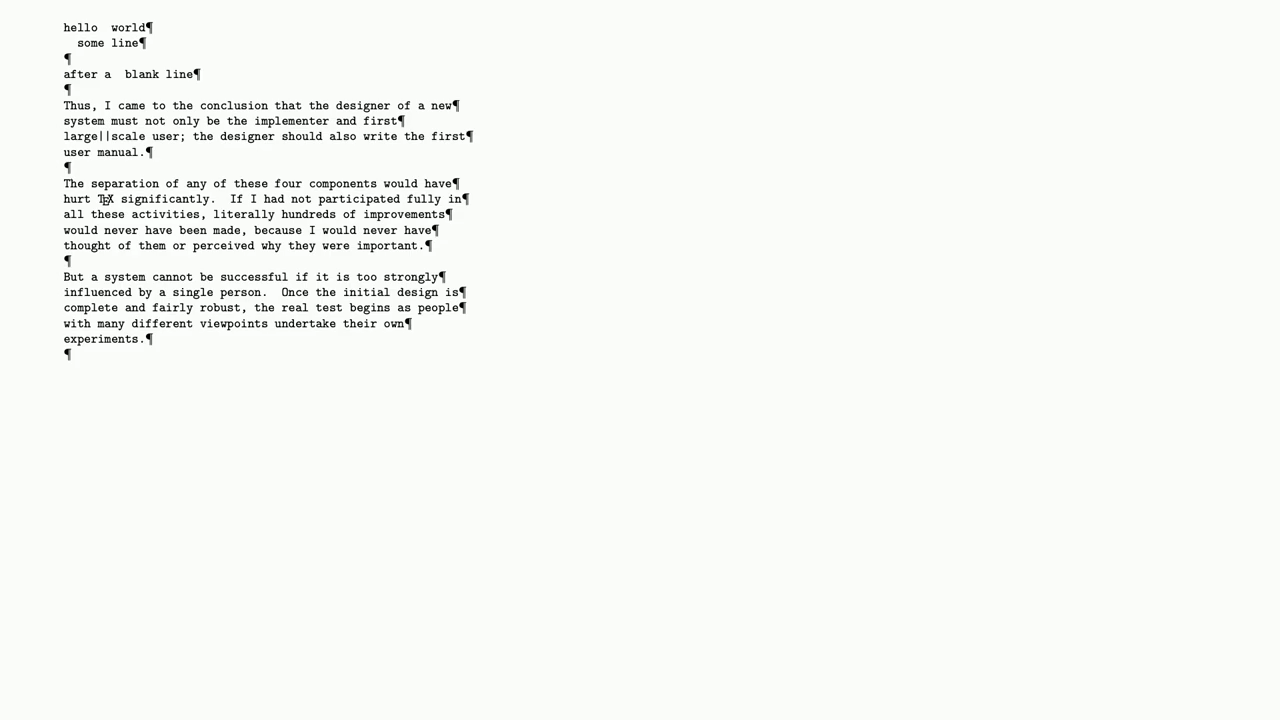 hello  world¶
  some line¶
¶
after a  blank line¶
¶
Thus, I came to the conclusion that the designer of a new¶
system must not only be the implementer and first¶
large||scale user; the designer should also write the first¶
user manual.¶
¶
The separation of any of these four components would have¶
hurt TEX significantly.  If I had not participated fully in¶
all these activities, literally hundreds of improvements¶
would never have been made, because I would never have¶
thought of them or perceived why they were important.¶
¶
But a system cannot be successful if it is too strongly¶
influenced by a single person.  Once the initial design is¶
complete and fairly robust, the real test begins as people¶
with many different viewpoints undertake their own¶
experiments.¶
¶